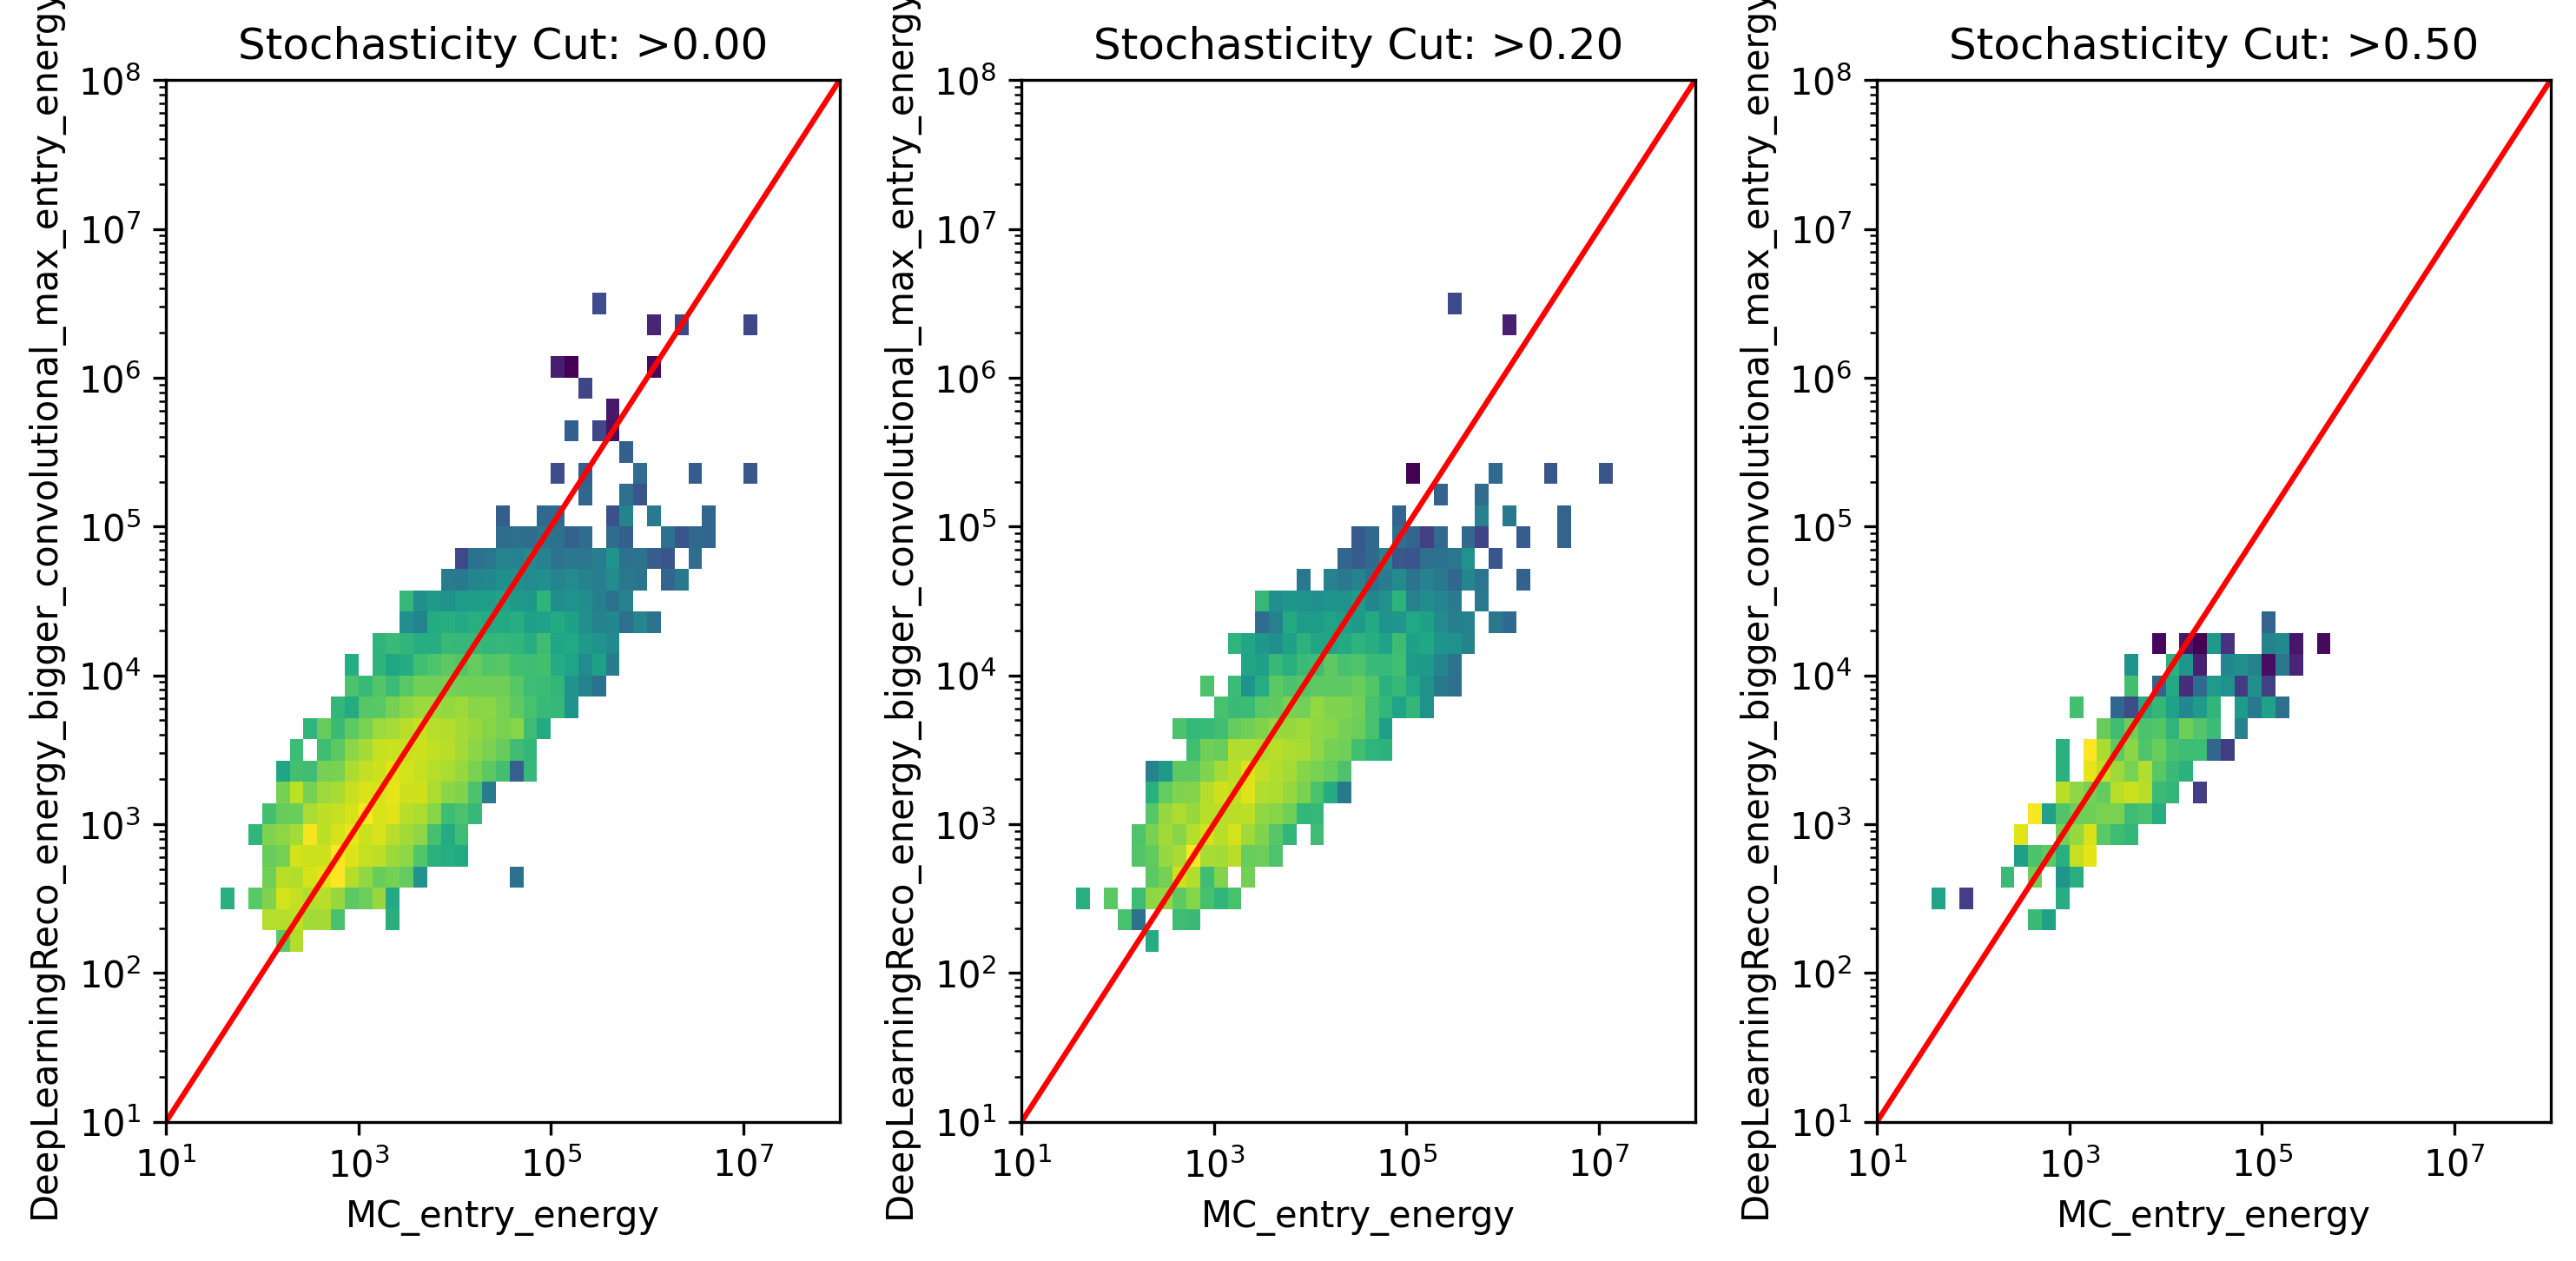 Stochasticity Cut: >0.00
Stochasticity Cut: >0.20
Stochasticity Cut: >0.50
DeepLearningReco_energy_bigger_convolutional_max_entry_energy
10⁸
10⁷
10⁶
10⁵
10⁴
10³
10²
10¹
10¹ 10³ 10⁵ 10⁷
MC_entry_energy
DeepLearningReco_energy_bigger_convolutional_max_entry_energy
10⁸
10⁷
10⁶
10⁵
10⁴
10³
10²
10¹
10¹ 10³ 10⁵ 10⁷
MC_entry_energy
DeepLearningReco_energy_bigger_convolutional_max_entry_energy
10⁸
10⁷
10⁶
10⁵
10⁴
10³
10²
10¹
10¹ 10³ 10⁵ 10⁷
MC_entry_energy